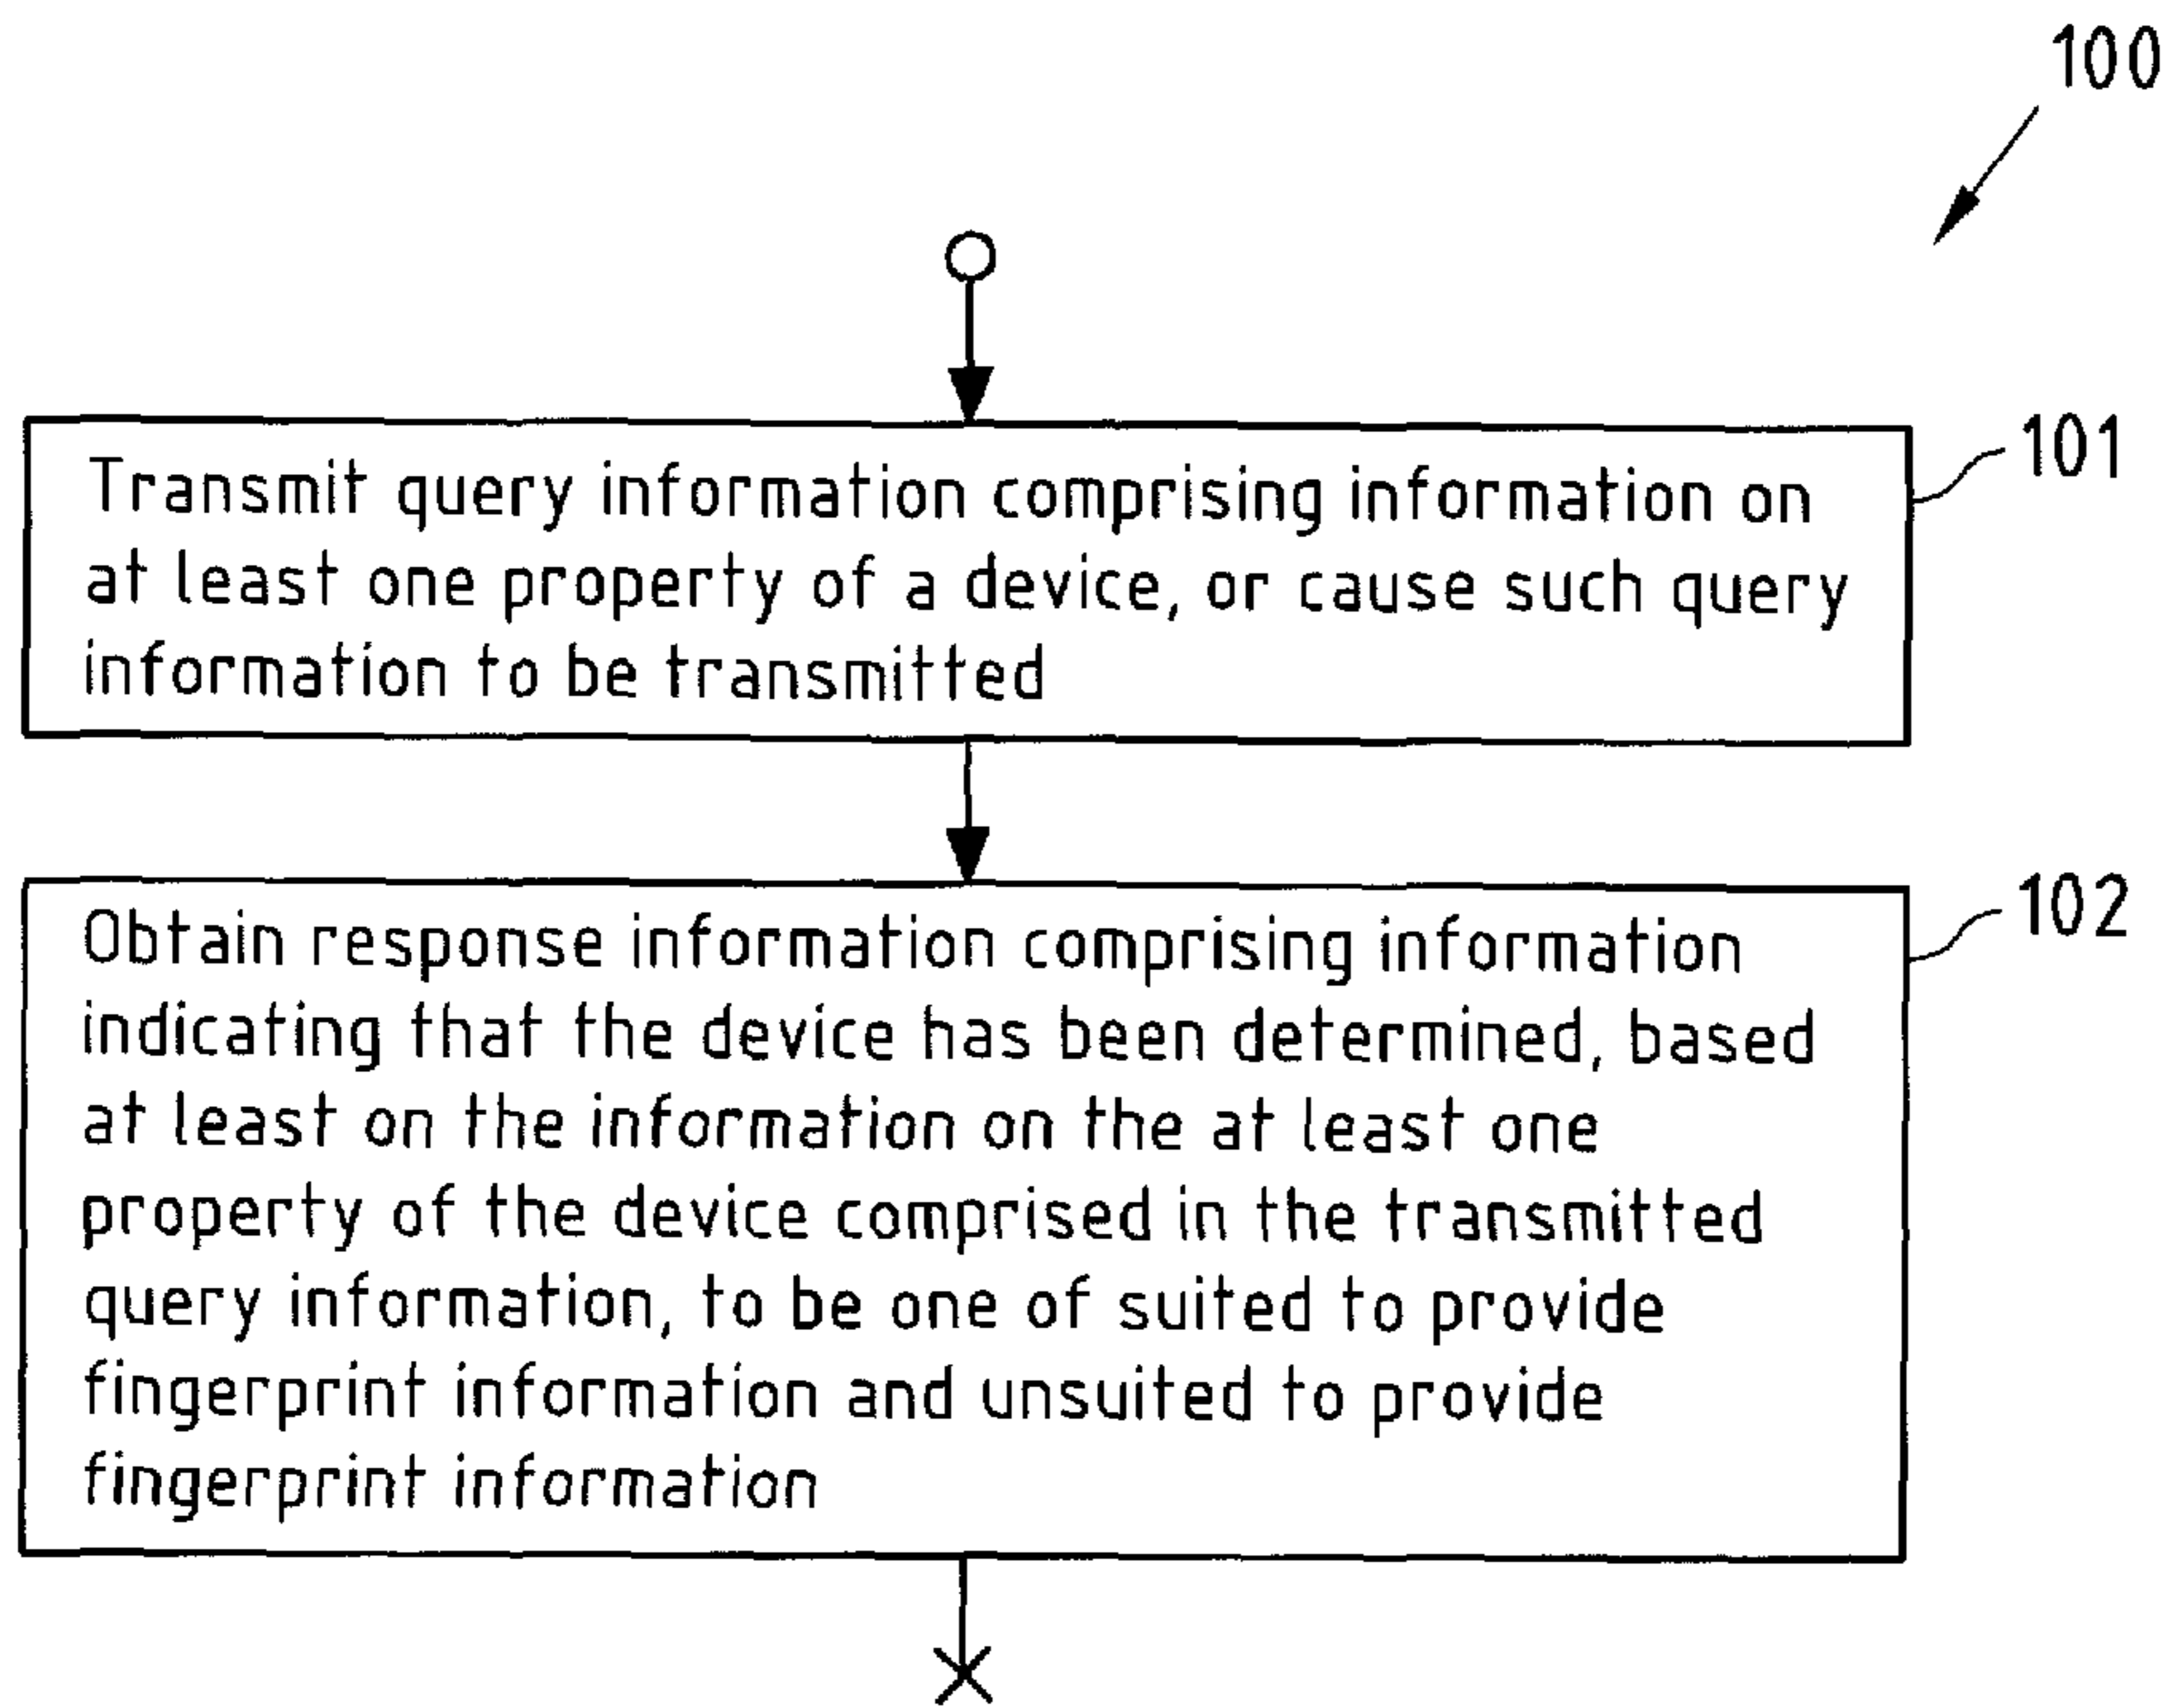 100
101
Transmit query information comprising information on
at least one property of a device, or cause such query
information to be transmitted
102
Obtain response information comprising information
indicating that the device has been determined, based
at least on the information on the at least one
property of the device comprised in the transmitted
query information, to be one of suited to provide
fingerprint information and unsuited to provide
fingerprint information